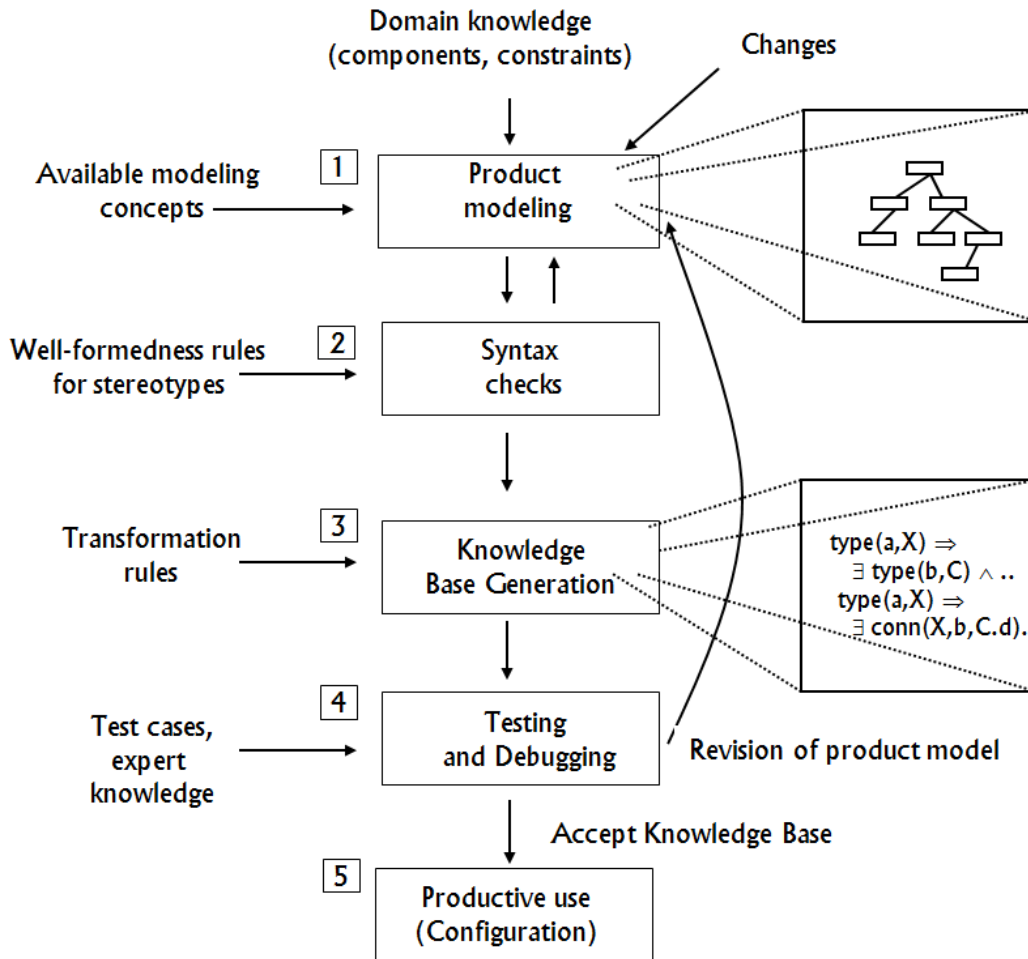 Domain knowledge
(components, constraints)
Changes
1
Available modeling
concepts
Product
modeling
2
Well-formedness rules
for stereotypes
Syntax
checks
3
Transformation
rules
Knowledge
Base Generation
type(a,X) ⇒
∃ type(b,C) ∧ ..
type(a,X) ⇒
∃ conn(X,b,C.d).
4
Test cases,
expert
knowledge
Testing
and Debugging
Revision of product model
Accept Knowledge Base
5
Productive use
(Configuration)